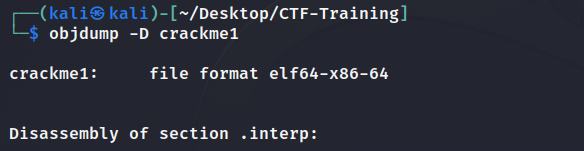 ┌──(kali㉿kali)-[~/Desktop/CTF-Training]
└─$ objdump -D crackme1
crackme1:     file format elf64-x86-64
Disassembly of section .interp: